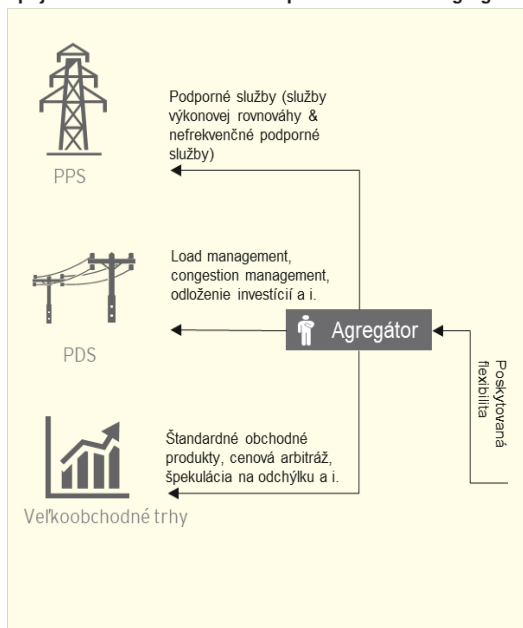 Podporné služby (služby
výkonovej rovnováhy &
nefrekvenčné podporné
služby)
PPS
Load management,
congestion management,
odloženie investícií a i.
PDS
Agregátor
Poskytovaná
flexibilita
Štandardné obchodné
produkty, cenová arbitráž,
špekulácia na odchýlku a i.
Veľkoobchodné trhy